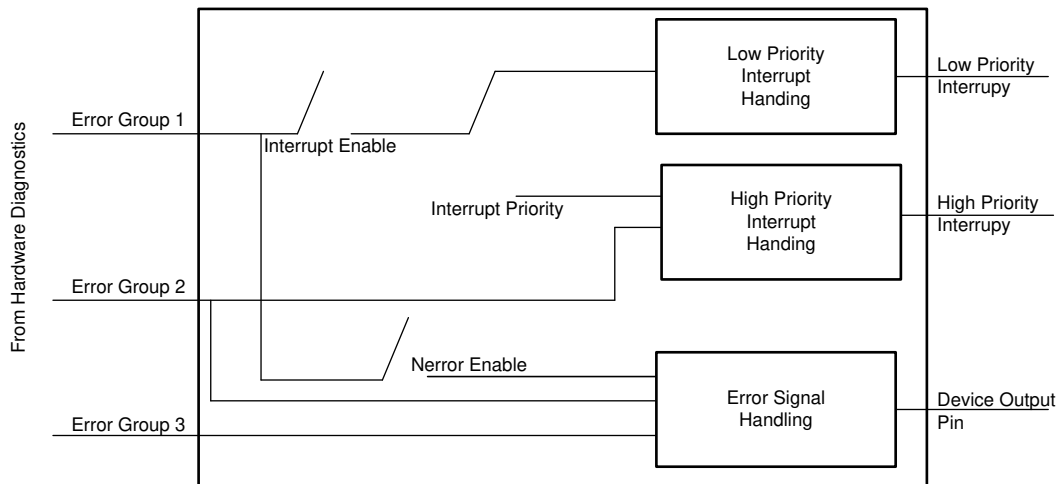 From Hardware Diagnostics
Low Priority
Interrupt
Handing
Low Priority
Interrupy
Error Group 1
Interrupt Enable
Interrupt Priority
High Priority
Interrupt
Handing
High Priority
Interrupy
Error Group 2
Nerror Enable
Error Signal
Handling
Device Output
Pin
Error Group 3